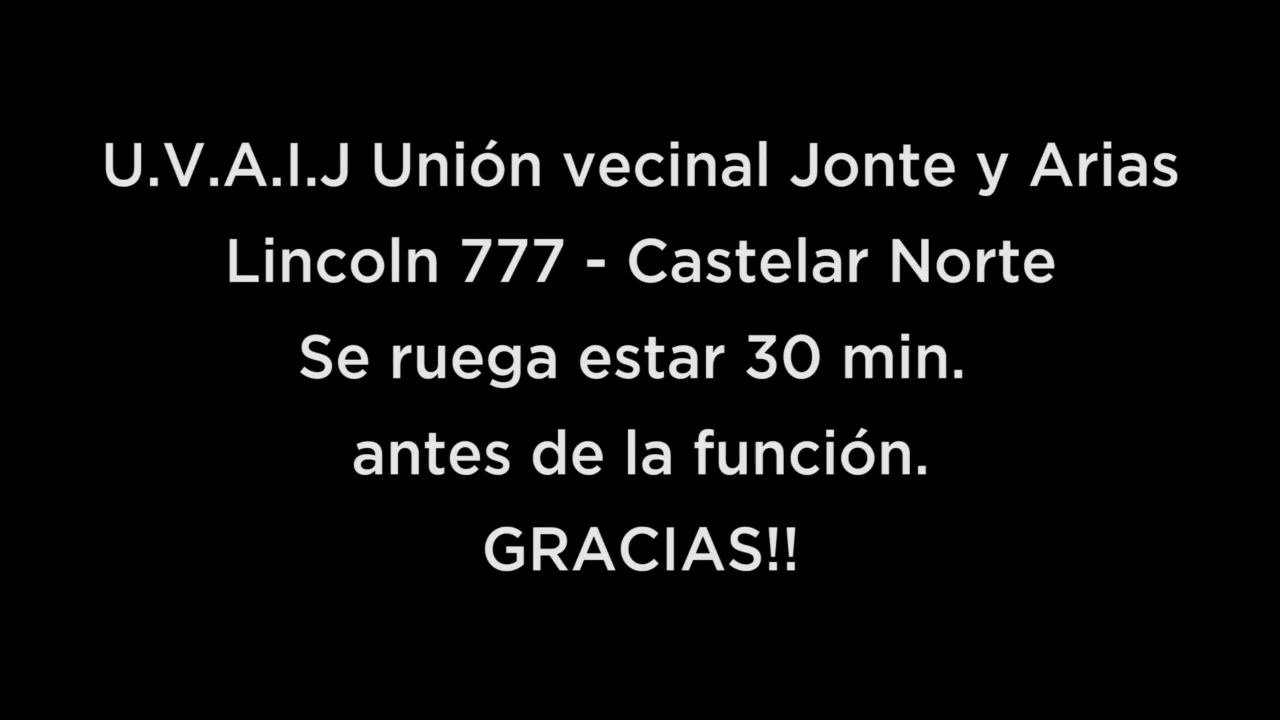 U.V.A.I.J Unión vecinal Jonte y Arias
Lincoln 777 - Castelar Norte
Se ruega estar 30 min.
antes de la función.
GRACIAS!!